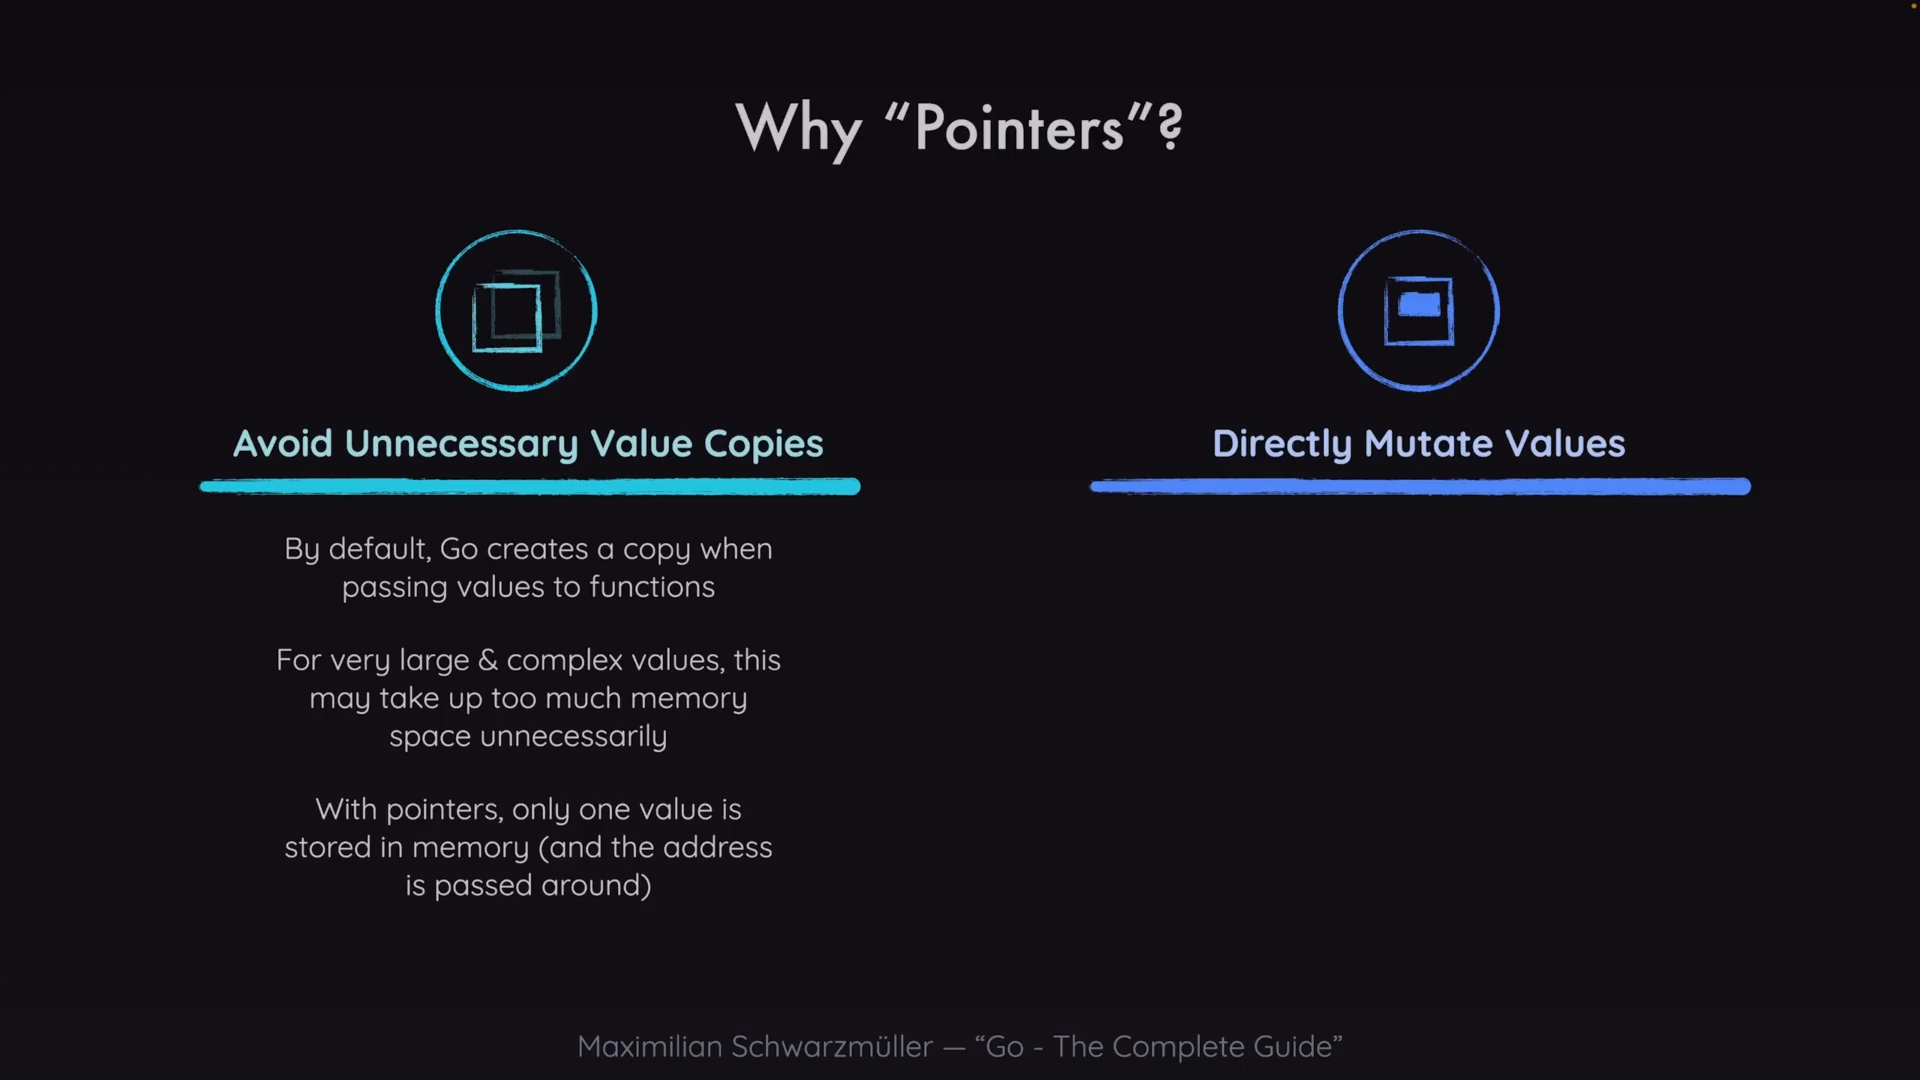 Why “Pointers”?
Avoid Unnecessary Value Copies
By default, Go creates a copy when
passing values to functions
For very large & complex values, this
may take up too much memory
space unnecessarily
With pointers, only one value is
stored in memory (and the address
is passed around)
Directly Mutate Values
Maximilian Schwarzmüller — “Go - The Complete Guide”